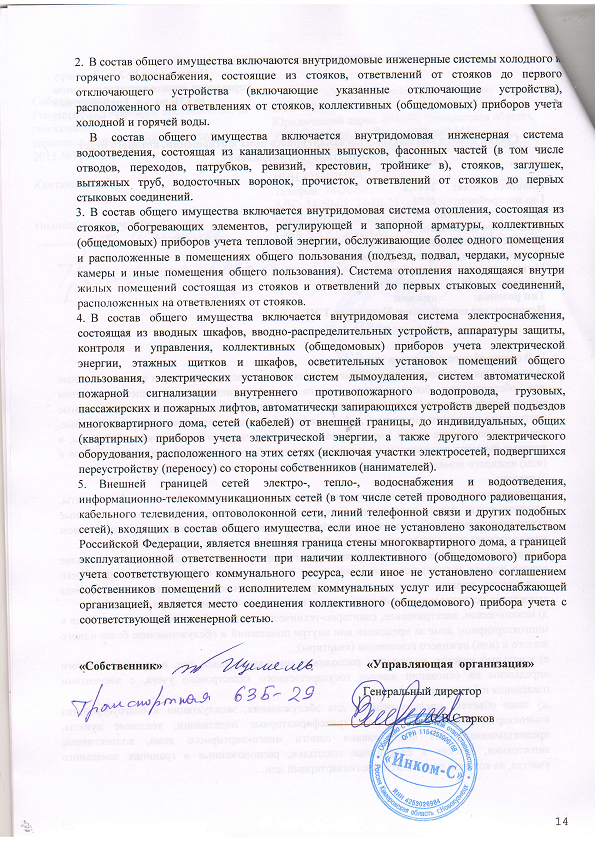 2. В состав общего имущества включаются внутридомовые инженерные системы холодного и
горячего водоснабжения, состоящие из стояков, ответвлений от стояков до первого
отключающего устройства (включающие указанные отключающие устройства),
расположенного на ответвлениях от стояков, коллективных (общедомовых) приборов учета
холодной и горячей воды.
В состав общего имущества включается внутридомовая инженерная система
водоотведения, состоящая из канализационных выпусков, фасонных частей (в том числе
отводов, переходов, патрубков, ревизий, крестовин, тройнике в), стояков, заглушек,
вытяжных труб, водосточных воронок, прочисток, ответвлений от стояков до первых
стыковых соединений.
3. В состав общего имущества включается внутридомовая система отопления, состоящая из
стояков, обогревающих элементов, регулирующей и запорной арматуры, коллективных
(общедомовых) приборов учета тепловой энергии, обслуживающие более одного помещения
и расположенные в помещениях общего пользования (подъезд, подвал, чердаки, мусорные
камеры и иные помещения общего пользования). Система отопления находящаяся внутри
жилых помещений состоящая из стояков и ответвлений до первых стыковых соединений,
расположенных на ответвлениях от стояков.
4. В состав общего имущества включается внутридомовая система электроснабжения,
состоящая из вводных шкафов, вводно-распределительных устройств, аппаратуры защиты,
контроля и управления, коллективных (общедомовых) приборов учета электрической
энергии, этажных щитков и шкафов, осветительных установок помещений общего
пользования, электрических установок систем дымоудаления, систем автоматической
пожарной сигнализации внутреннего противопожарного водопровода, грузовых,
пассажирских и пожарных лифтов, автоматически запирающихся устройств дверей подъездов
многоквартирного дома, сетей (кабелей) от внешней границы, до индивидуальных, общих
(квартирных) приборов учета электрической энергии, а также другого электрического
оборудования, расположенного на этих сетях (исключая участки электросетей, подвергшихся
переустройству (переносу) со стороны собственников (нанимателей).
5. Внешней границей сетей электро-, тепло-, водоснабжения и водоотведения,
информационно-телекоммуникационных сетей (в том числе сетей проводного радиовещания,
кабельного телевидения, оптоволоконной сети, линий телефонной связи и других подобных
сетей), входящих в состав общего имущества, если иное не установлено законодательством
Российской Федерации, является внешняя граница стены многоквартирного дома, а границей
эксплуатационной ответственности при наличии коллективного (общедомового) прибора
учета соответствующего коммунального ресурса, если иное не установлено соглашением
собственников помещений с исполнителем коммунальных услуг или ресурсоснабжающей
организацией, является место соединения коллективного (общедомового) прибора учета с
соответствующей инженерной сетью.
«Собственник» Шумелев «Управляющая организация»
Транспортная 63Б-29 Генеральный директор
Старков
«Инком-С»
14